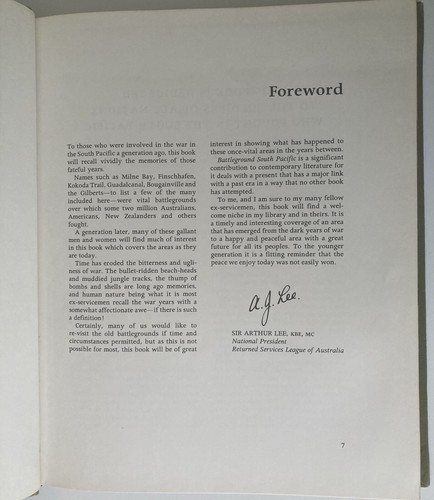 Foreword
To those who were involved in the war in
the South Pacific a generation ago, this book
will recall vividly the memories of those
fateful years.
Names such as Milne Bay, Finschhafen,
Kokoda Trail, Guadalcanal, Bougainville and
the Gilberts—to list a few of the many
included here—were vital battlegrounds
over which some two million Australians,
Americans, New Zealanders and others
fought.
A generation later, many of these gallant
men and women will find much of interest
in this book which covers the areas as they
are today.
Time has eroded the bitterness and ugli-
ness of war. The bullet-ridden beach-heads
and muddied jungle tracks, the thump of
bombs and shells are long ago memories,
and human nature being what it is most
ex-servicemen recall the war years with a
somewhat affectionate awe—if there is such
a definition!
Certainly, many of us would like to
re-visit the old battlegrounds if time and
circumstances permitted, but as this is not
possible for most, this book will be of great
interest in showing what has happened to
these once-vital areas in the years between.
Battleground South Pacific is a significant
contribution to contemporary literature for
it deals with a present that has a major link
with a past era in a way that no other book
has attempted.
To me, and I am sure to my many fellow
ex-servicemen, this book will find a wel-
come niche in my library and in theirs. It is
a timely and interesting coverage of an area
that has emerged from the dark years of war
to a happy and peaceful area with a great
future for all its peoples. To the younger
generation it is a fitting reminder that the
peace we enjoy today was not easily won.
A. J. Lee.
SIR ARTHUR LEE, KBE, MC
National President
Returned Services League of Australia
7